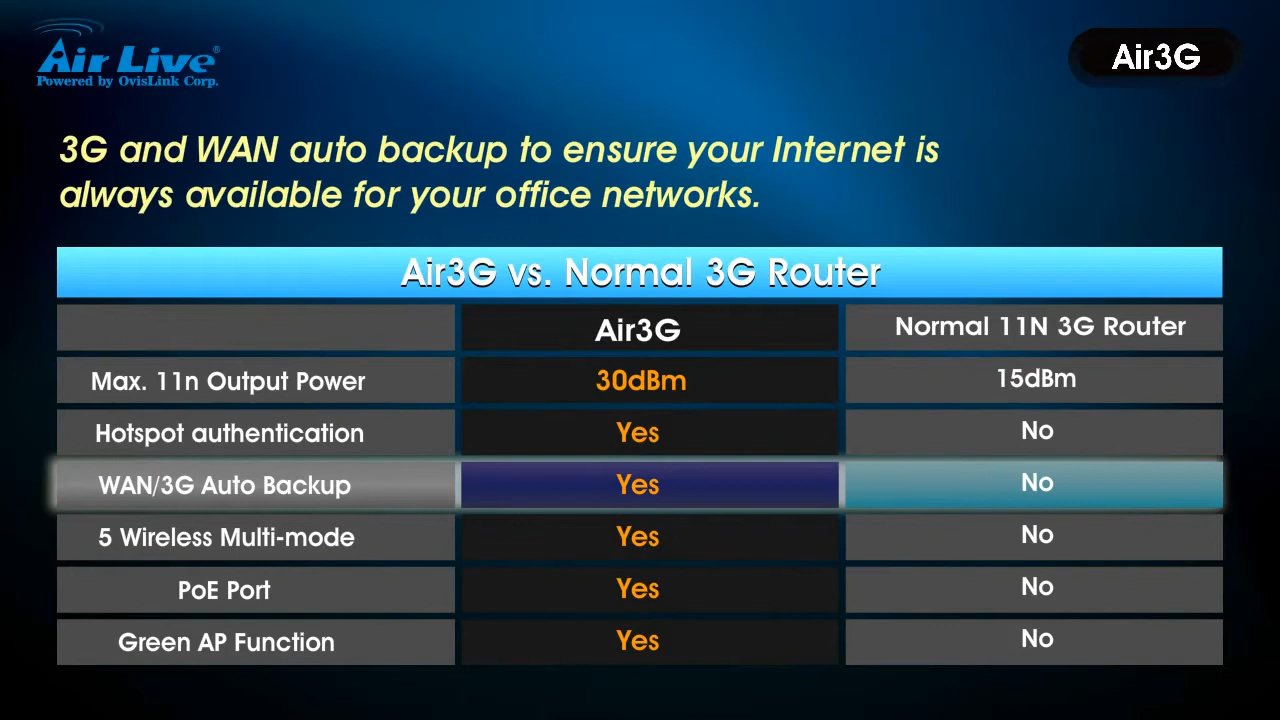 Air Live®
Powered by OvisLink Corp.
Air3G
3G and WAN auto backup to ensure your Internet is
always available for your office networks.
Air3G vs. Normal 3G Router
Air3G Normal 11N 3G Router
Max. 11n Output Power 30dBm 15dBm
Hotspot authentication Yes No
WAN/3G Auto Backup Yes No
5 Wireless Multi-mode Yes No
PoE Port Yes No
Green AP Function Yes No